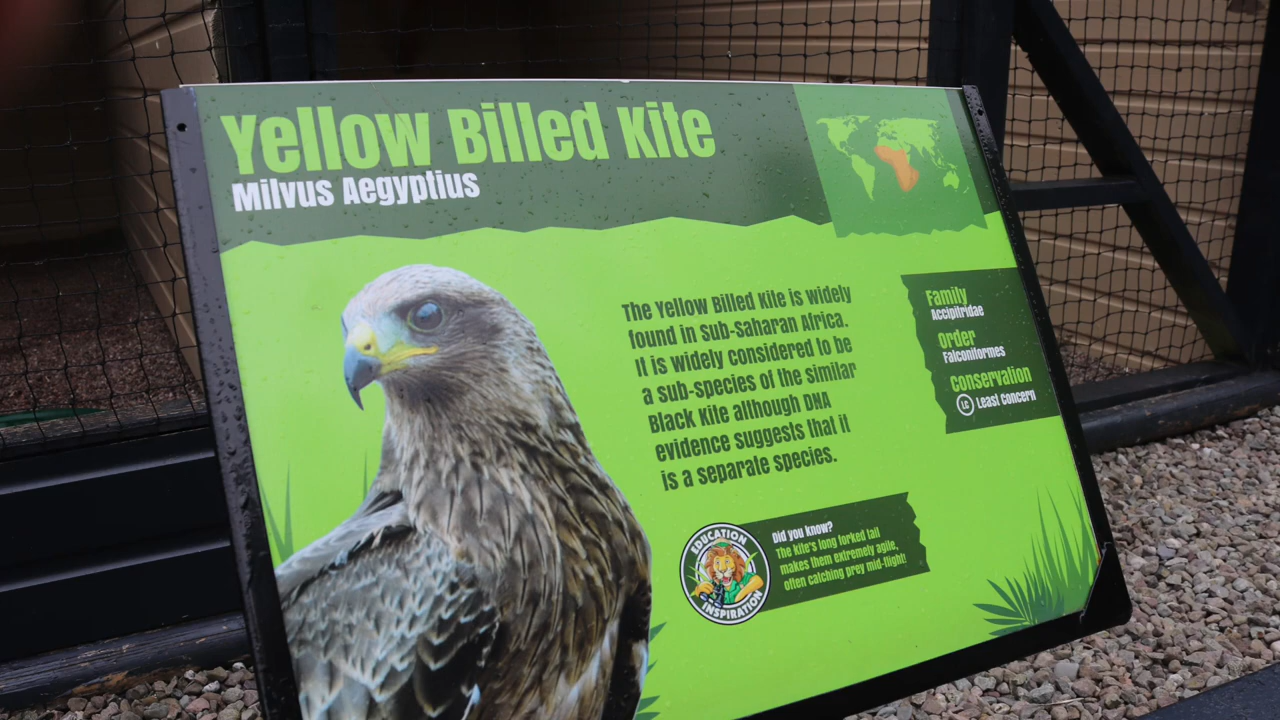 Yellow Billed Kite
Milvus Aegyptius
The Yellow Billed Kite is widely
found in Sub-Saharan Africa.
It is widely considered to be
a sub-species of the similar
Black Kite although DNA
evidence suggests that it
is a separate species.
Family
Accipitridae
Order
Falconiformes
Conservation
LC Least Concern
EDUCATION
INSPIRATION
Did you know?
The kite's long forked tail
makes them extremely agile,
often catching prey mid-flight!